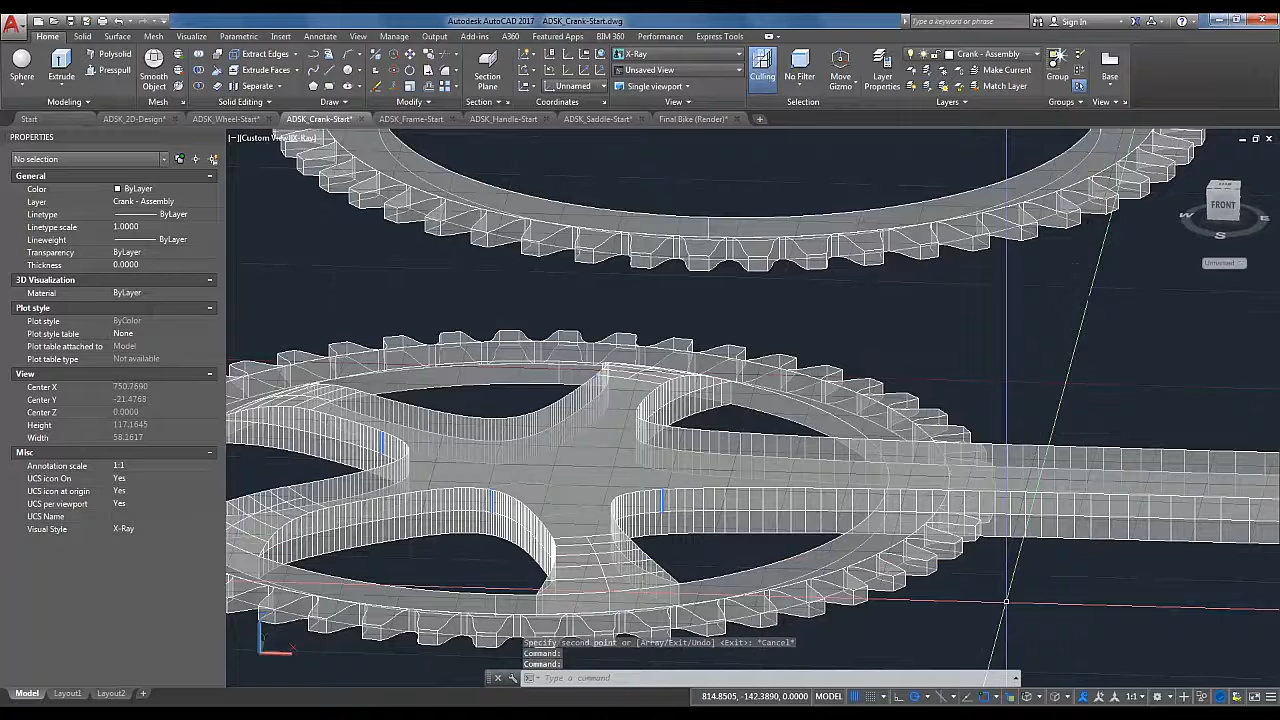 Autodesk AutoCAD 2017 ADSK_Crank-Start.dwg
Type a keyword or phrase
Sign In
Home Solid Surface Mesh Visualize Parametric Insert Annotate View Manage Output Add-ins A360 Featured Apps BIM 360 Performance Express Tools
Sphere
Extrude
Polysolid
Presspull
Smooth Object
Extract Edges
Extrude Faces
Separate
Section Plane
Unnamed
X-Ray
Unsaved View
Single viewport
Culling
No Filter
Move Gizmo
Layer Properties
Crank - Assembly
Make Current
Match Layer
Group
Base
Modeling Mesh Solid Editing Draw Modify Section Coordinates View Selection Layers Groups View
Start ADSK_2D-Design* ADSK_Wheel-Start* ADSK_Crank-Start* ADSK_Frame-Start ADSK_Handle-Start ADSK_Saddle-Start* Final Bike (Render)*
PROPERTIES
No selection
General
Color ByLayer
Layer Crank - Assembly
Linetype ByLayer
Linetype scale 1.0000
Lineweight ByLayer
Transparency ByLayer
Thickness 0.0000
3D Visualization
Material ByLayer
Plot style
Plot style ByColor
Plot style table None
Plot table attached to Model
Plot table type Not available
View
Center X 750.7690
Center Y -21.4768
Center Z 0.0000
Height 117.1645
Width 58.1617
Misc
Annotation scale 1:1
UCS icon On Yes
UCS icon at origin Yes
UCS per viewport Yes
UCS Name
Visual Style X-Ray
[−][Custom View][X-Ray]
FRONT
W
E
S
Unnamed
Specify second point or [Array/Exit/Undo] <Exit>: *Cancel*
Command:
Command:
Type a command
Model Layout1 Layout2
814.8505, -142.3890, 0.0000 MODEL
1:1